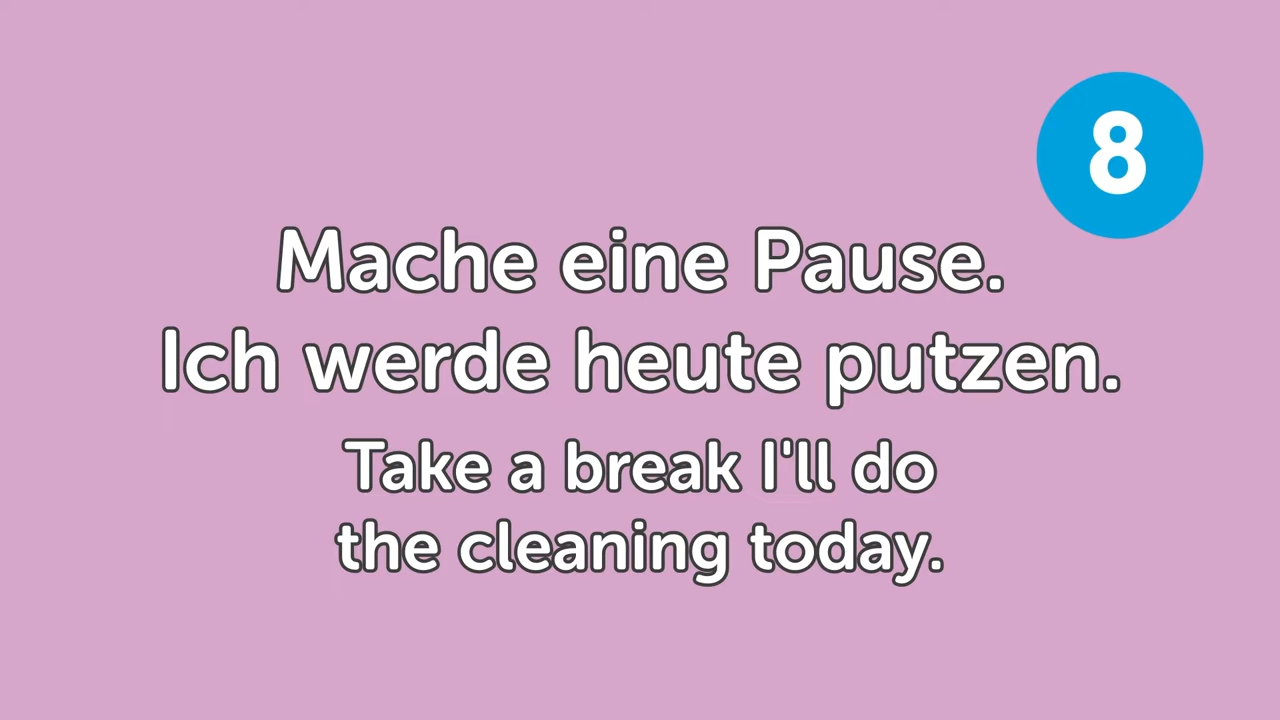 8
Mache eine Pause.
Ich werde heute putzen.
Take a break I'll do
the cleaning today.